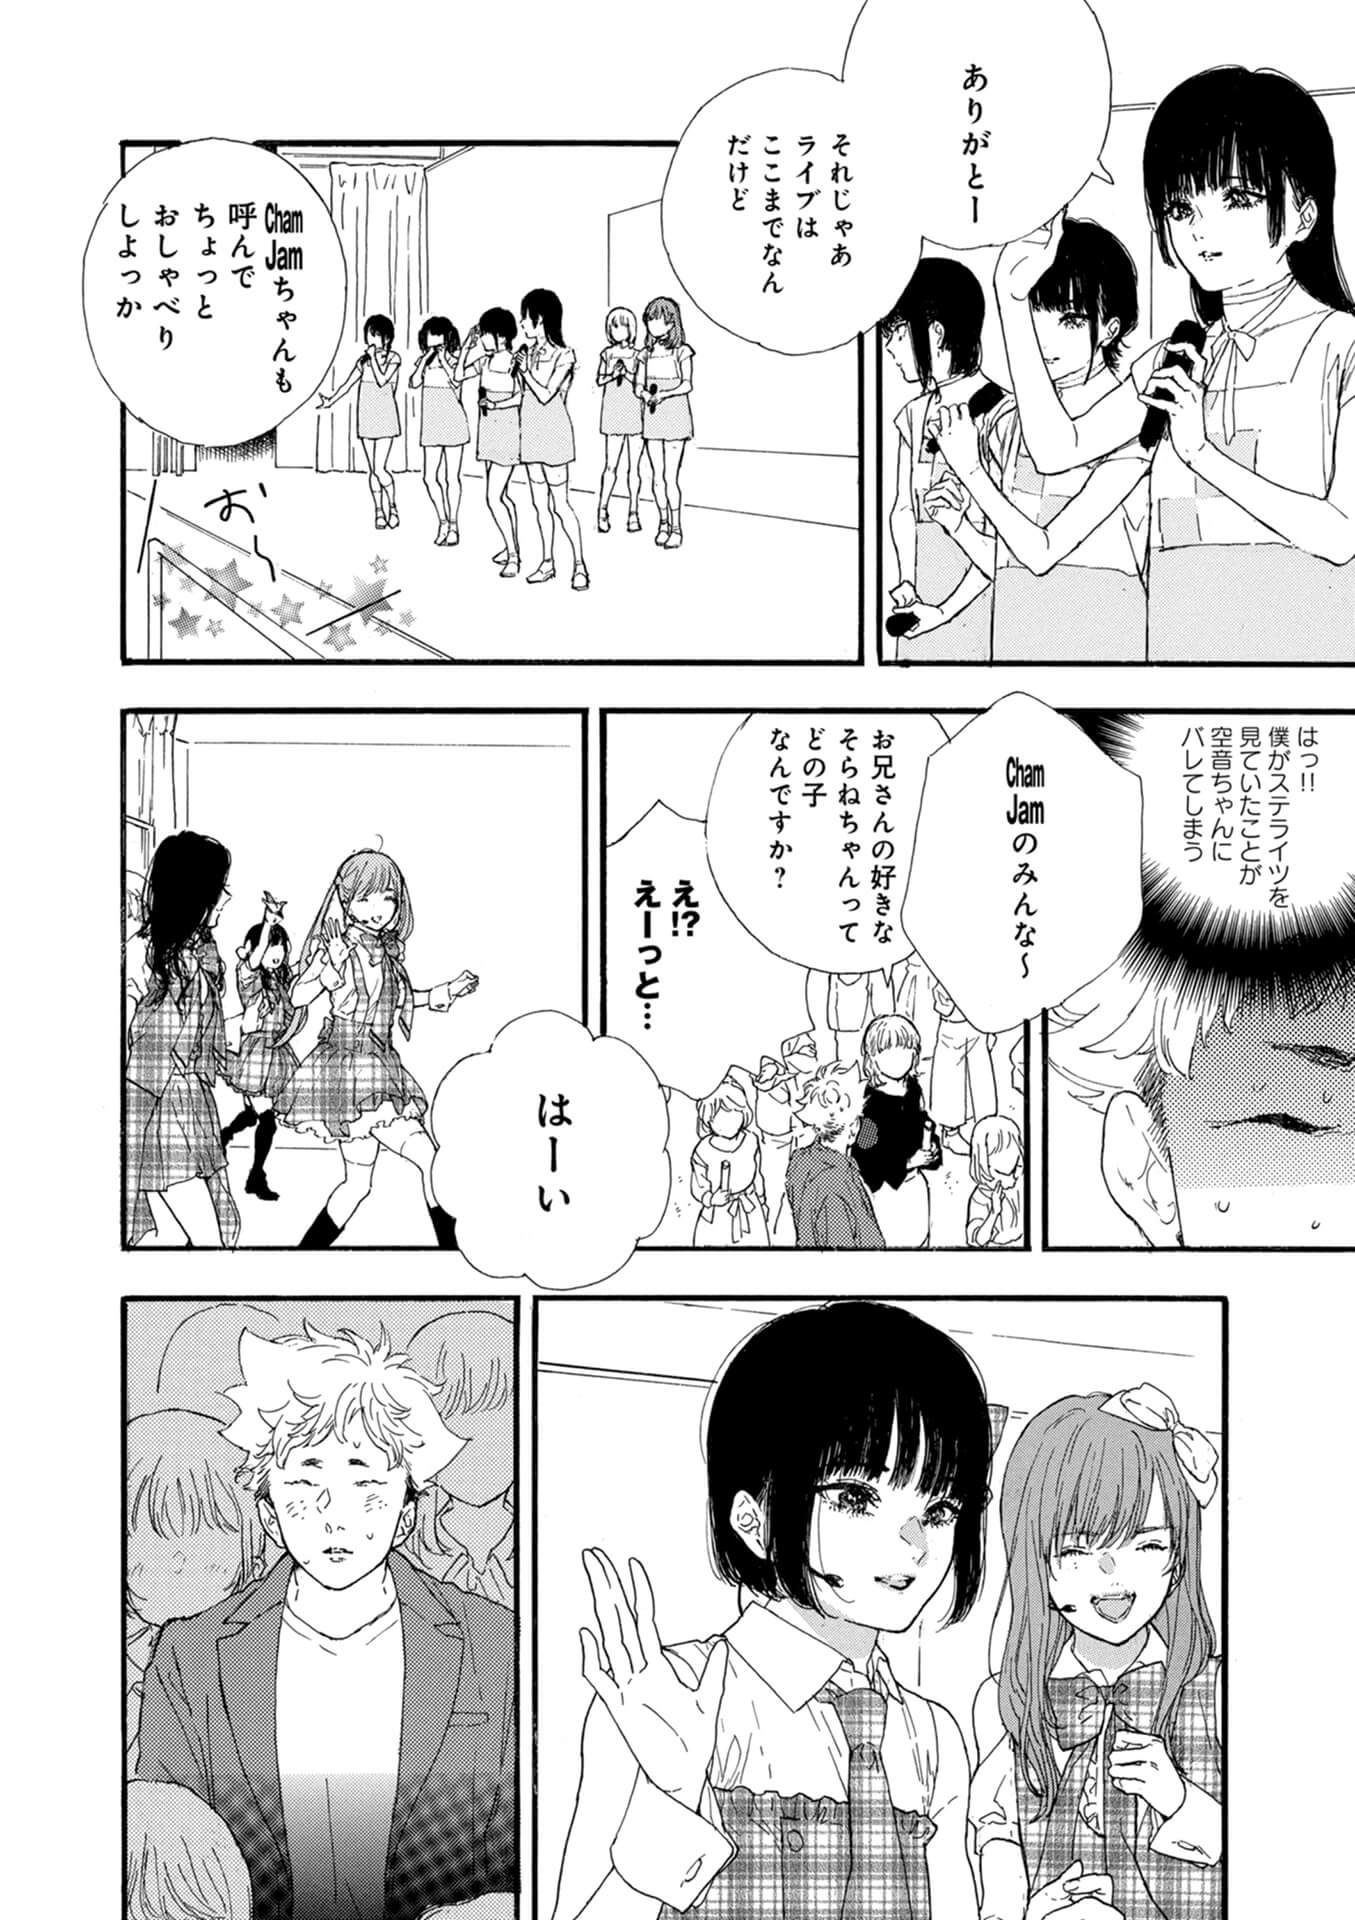 ありがとー
それじゃあ
ライブは
ここまでなん
だけど
Cham
Jamちゃんも
呼んで
ちょっと
おしゃべり
しよっか
お〜
はっ!!
僕がステライツを
見ていたことが
空音ちゃんに
バレてしまう
Cham
Jamのみんな〜
お兄さんの好きな
そらねちゃんって
どの子
なんですか?
え!?
えーっと…
はーい